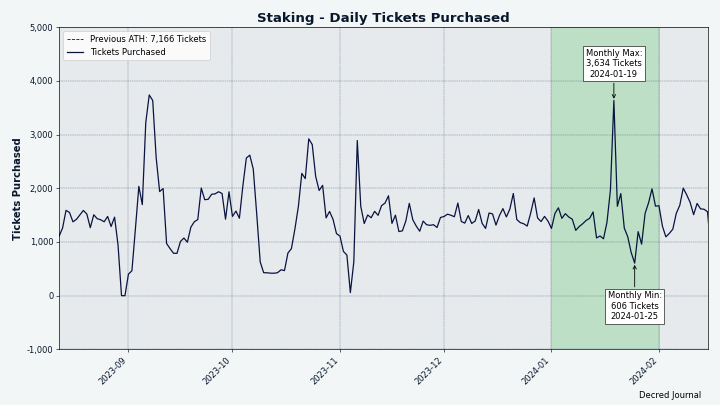 Staking - Daily Tickets Purchased
Previous ATH: 7,166 Tickets
Tickets Purchased
Monthly Max:
3,634 Tickets
2024-01-19
Monthly Min:
606 Tickets
2024-01-25
Tickets Purchased
5,000
4,000
3,000
2,000
1,000
0
-1,000
2023-09
2023-10
2023-11
2023-12
2024-01
2024-02
Decred Journal